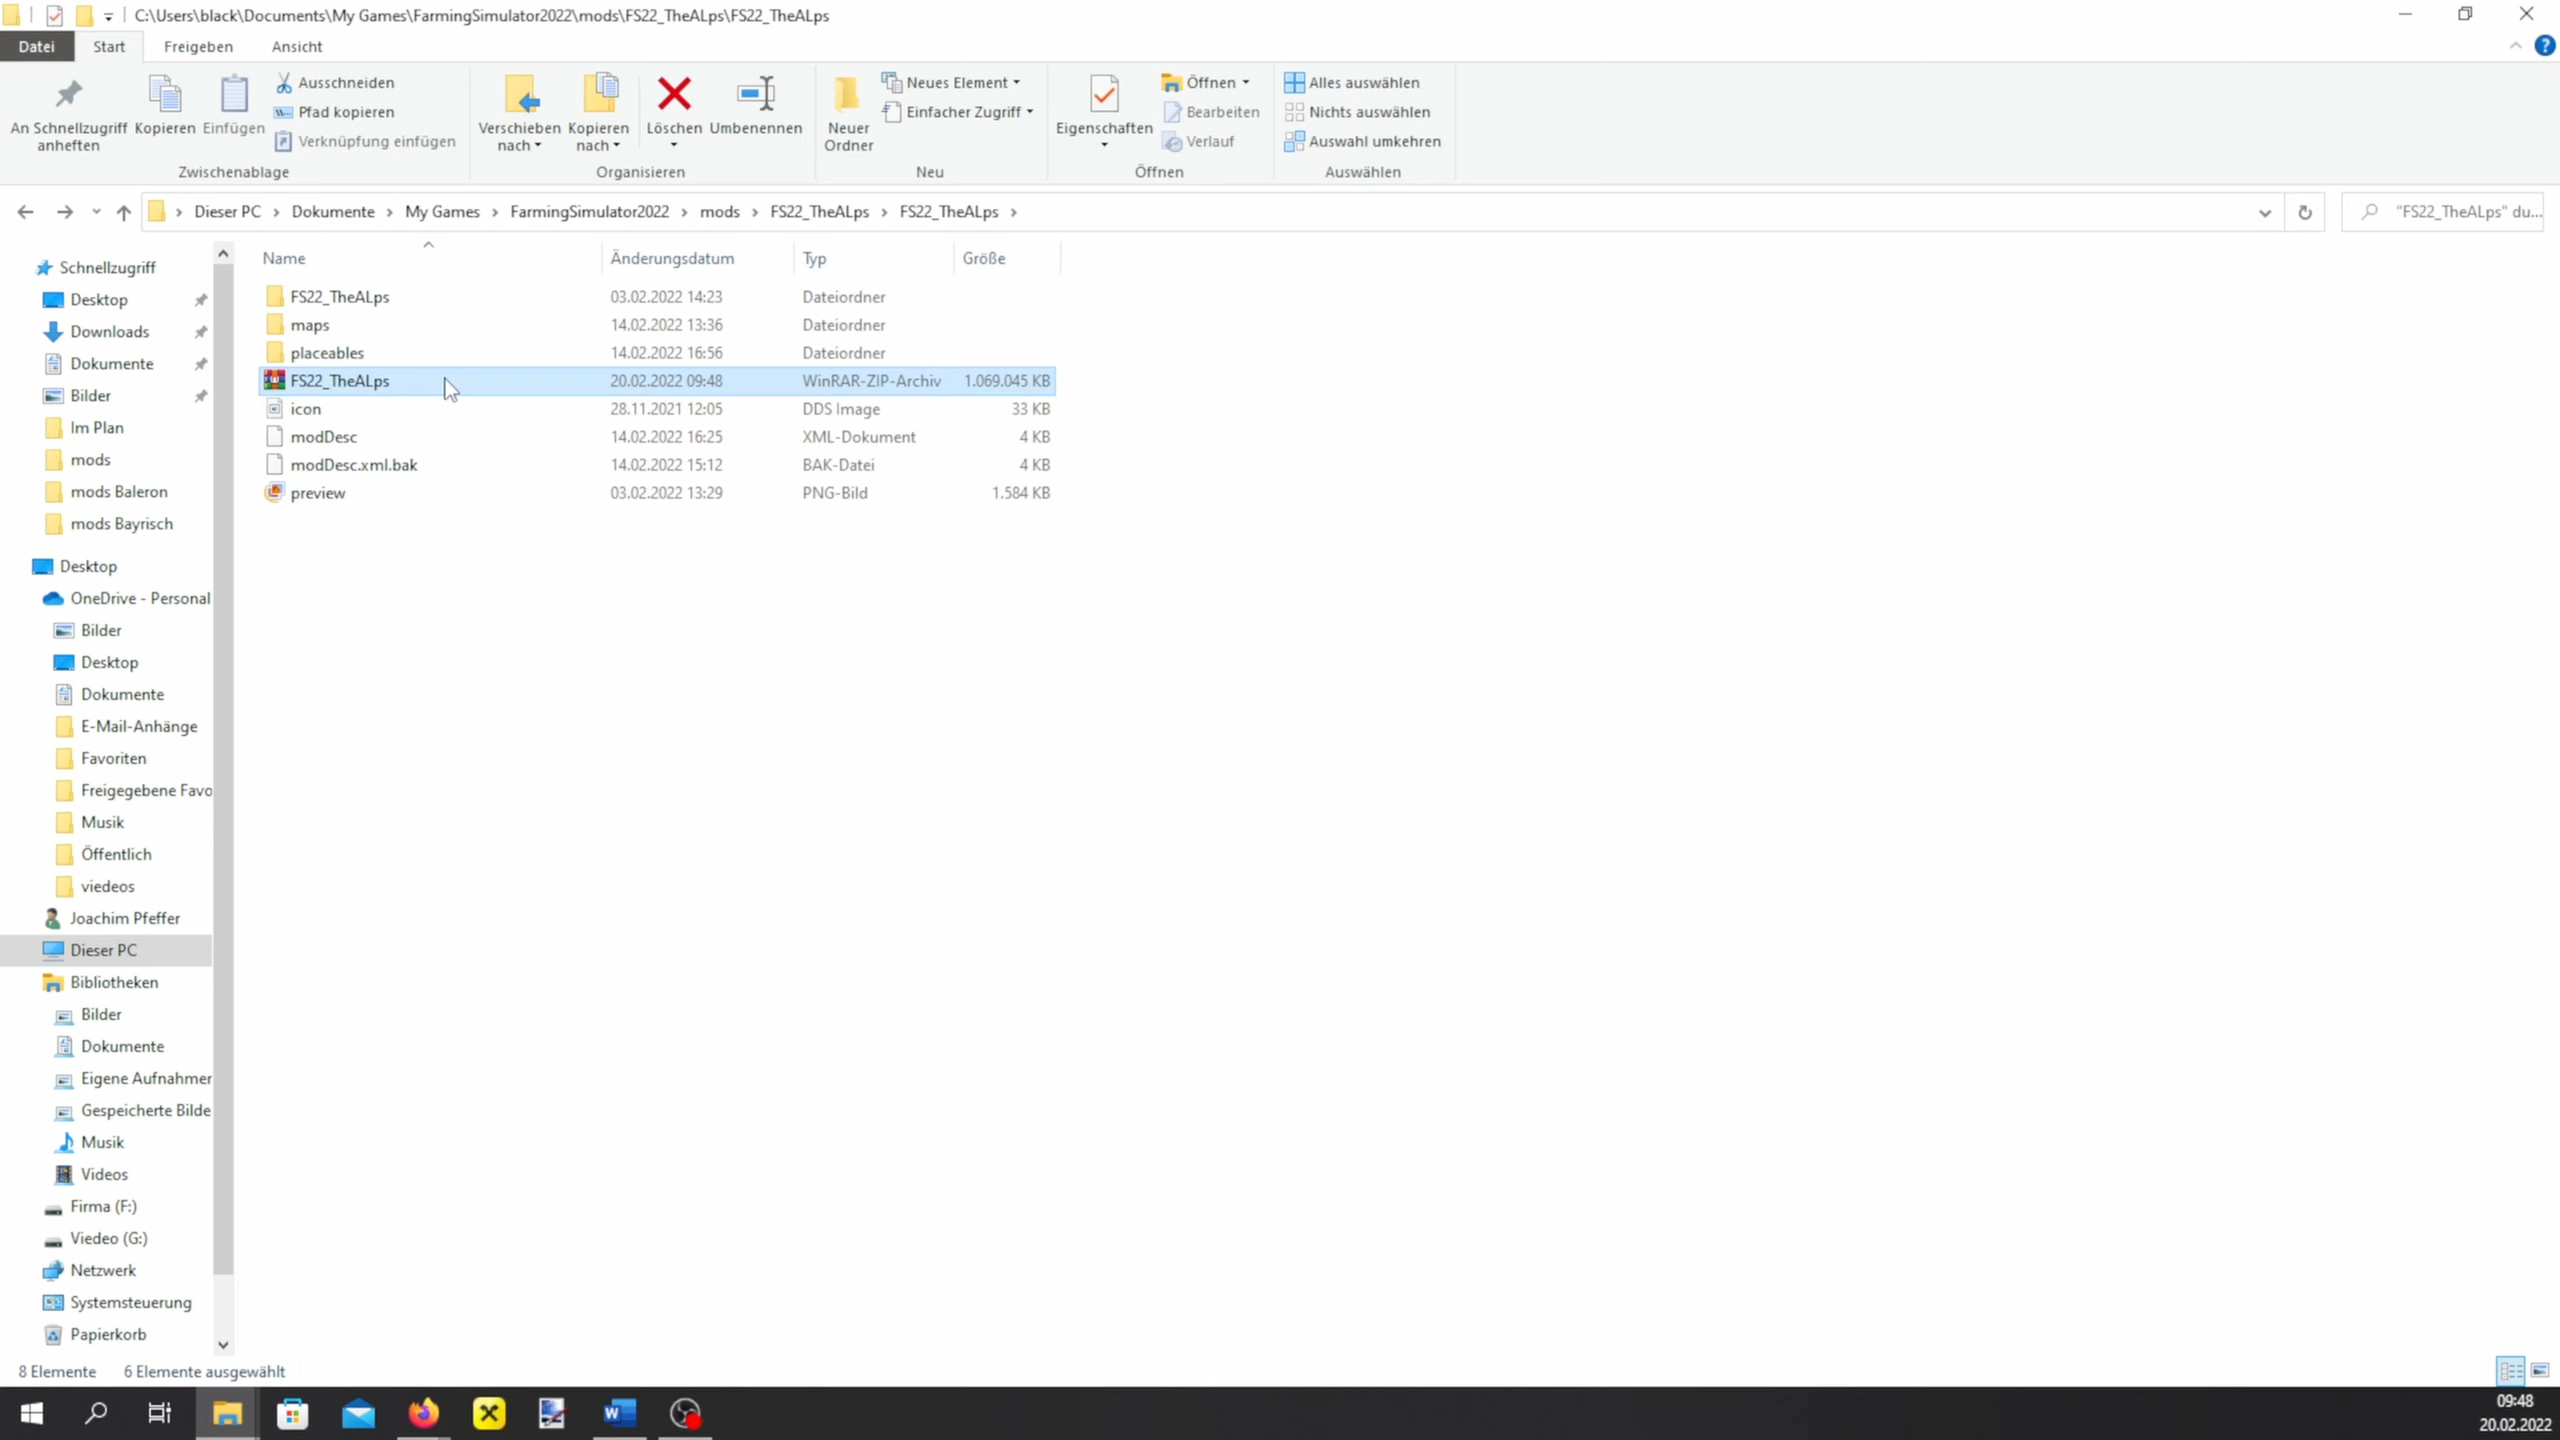 C:\Users\black\Documents\My Games\FarmingSimulator2022\mods\FS22_TheALps\FS22_TheALps
Datei Start Freigeben Ansicht
An Schnellzugriff anheften
Kopieren
Einfügen
Ausschneiden
Pfad kopieren
Verknüpfung einfügen
Zwischenablage
Verschieben nach
Kopieren nach
Löschen
Umbenennen
Organisieren
Neuer Ordner
Neues Element
Einfacher Zugriff
Neu
Eigenschaften
Öffnen
Bearbeiten
Verlauf
Öffnen
Alles auswählen
Nichts auswählen
Auswahl umkehren
Auswählen
Dieser PC › Dokumente › My Games › FarmingSimulator2022 › mods › FS22_TheALps › FS22_TheALps ›
"FS22_TheALps" du...
Schnellzugriff
Desktop
Downloads
Dokumente
Bilder
Im Plan
mods
mods Baleron
mods Bayrisch
Desktop
OneDrive - Personal
Bilder
Desktop
Dokumente
E-Mail-Anhänge
Favoriten
Freigegebene Favo
Musik
Öffentlich
viedeos
Joachim Pfeffer
Dieser PC
Bibliotheken
Bilder
Dokumente
Eigene Aufnahmer
Gespeicherte Bilde
Musik
Videos
Firma (F:)
Viedeo (G:)
Netzwerk
Systemsteuerung
Papierkorb
Name Änderungsdatum Typ Größe
FS22_TheALps 03.02.2022 14:23 Dateiordner
maps 14.02.2022 13:36 Dateiordner
placeables 14.02.2022 16:56 Dateiordner
FS22_TheALps 20.02.2022 09:48 WinRAR-ZIP-Archiv 1.069.045 KB
icon 28.11.2021 12:05 DDS Image 33 KB
modDesc 14.02.2022 16:25 XML-Dokument 4 KB
modDesc.xml.bak 14.02.2022 15:12 BAK-Datei 4 KB
preview 03.02.2022 13:29 PNG-Bild 1.584 KB
8 Elemente 6 Elemente ausgewählt
09:48
20.02.2022